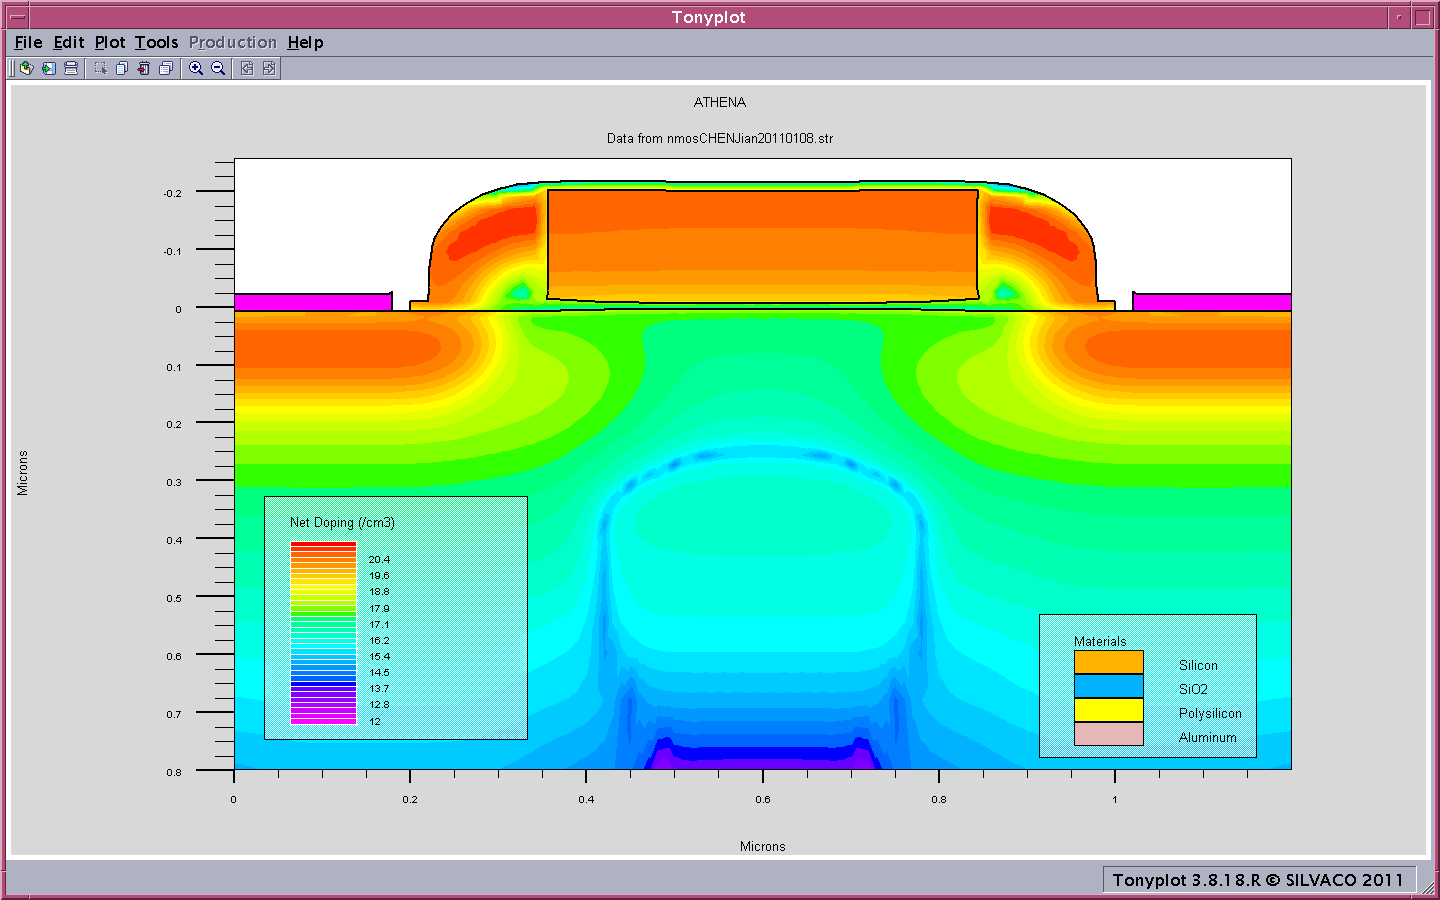 Tonyplot
File Edit Plot Tools Production Help
ATHENA
Data from nmosCHENJian20110108.str
-0.2
-0.1
0
0.1
0.2
0.3
0.4
0.5
0.6
0.7
0.8
Microns
Net Doping (/cm3)
20.4
19.6
18.8
17.9
17.1
16.2
15.4
14.5
13.7
12.8
12
Materials
Silicon
SiO2
Polysilicon
Aluminum
0 0.2 0.4 0.6 0.8 1
Microns
Tonyplot 3.8.18.R © SILVACO 2011